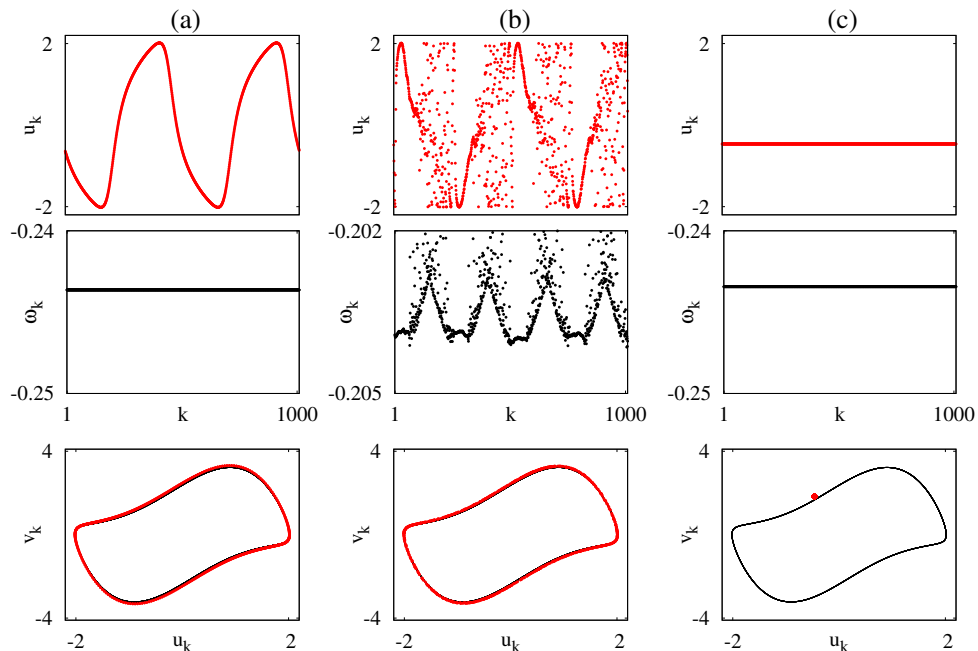 (a) (b) (c)
2 2 2
u_k u_k u_k
-2 -2 -2
-0.24 -0.202 -0.24
ω_k ω_k ω_k
-0.25 -0.205 -0.25
1 k 1000 1 k 1000 1 k 1000
4 4 4
v_k v_k v_k
-4 -4 -4
-2 u_k 2 -2 u_k 2 -2 u_k 2